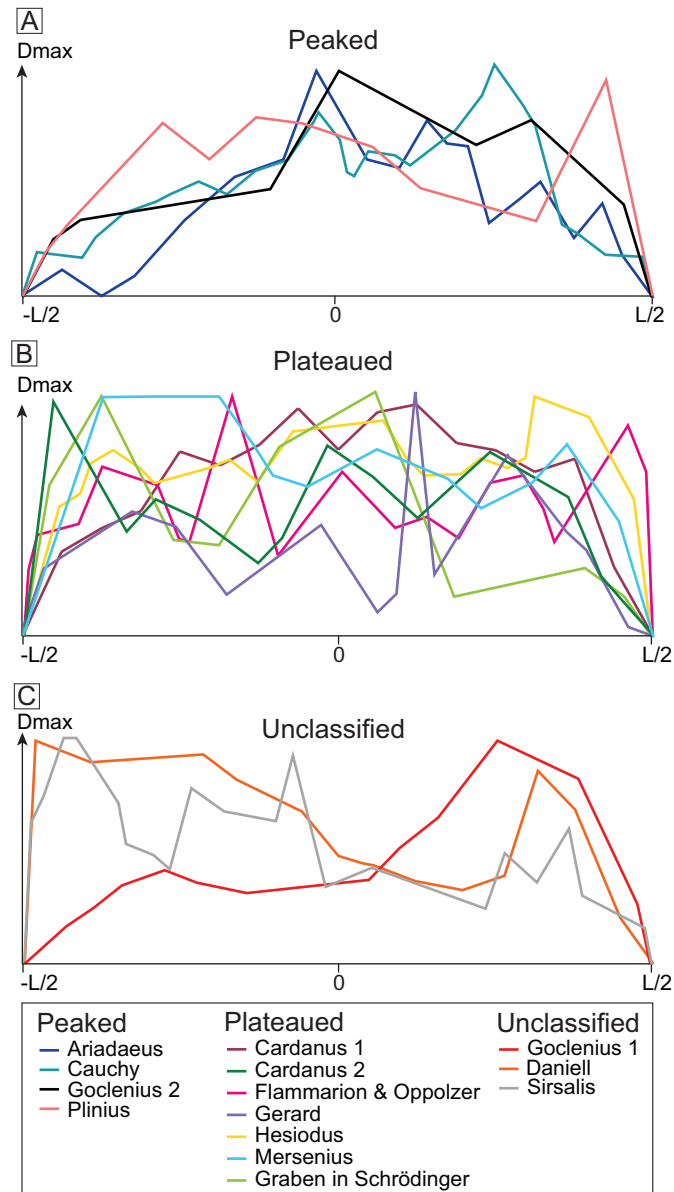 A
Peaked
Dmax
-L/2 0 L/2
B
Plateaued
Dmax
-L/2 0 L/2
C
Unclassified
Dmax
-L/2 0 L/2
Peaked
Ariadaeus
Cauchy
Goclenius 2
Plinius
Plateaued
Cardanus 1
Cardanus 2
Flammarion & Oppolzer
Gerard
Hesiodus
Mersenius
Graben in Schrödinger
Unclassified
Goclenius 1
Daniell
Sirsalis